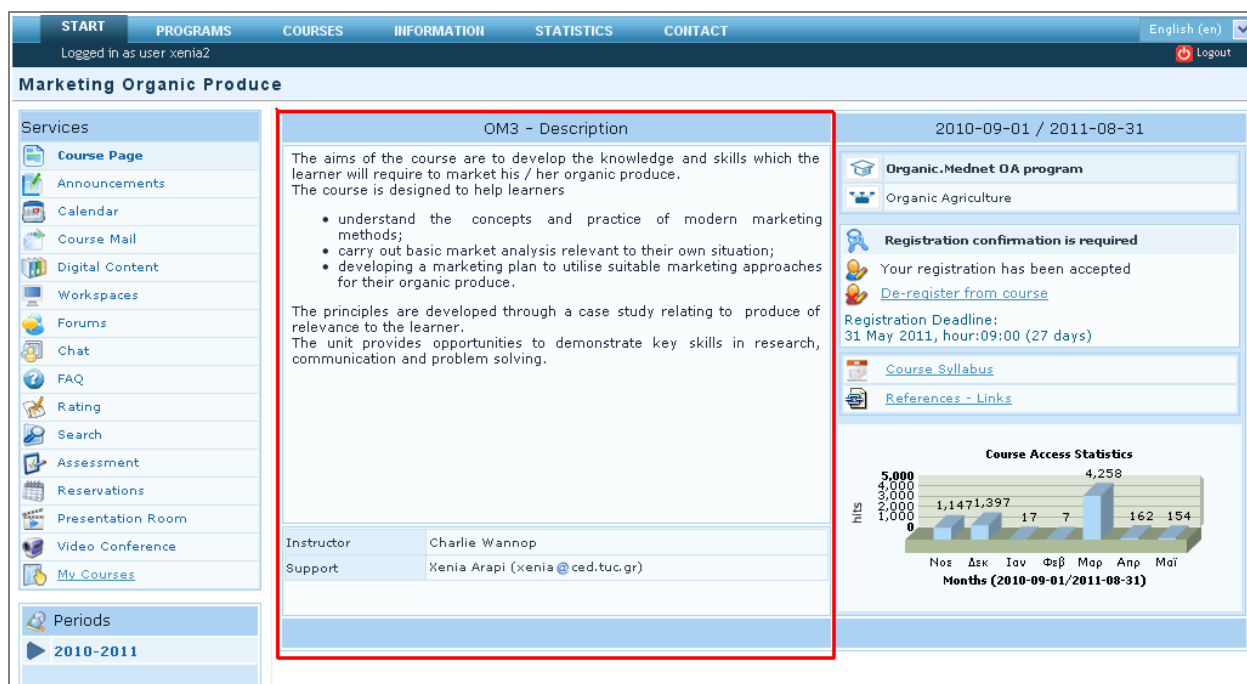 START PROGRAMS COURSES INFORMATION STATISTICS CONTACT English (en)
Logged in as user xenia2 Logout
Marketing Organic Produce
Services
Course Page
Announcements
Calendar
Course Mail
Digital Content
Workspaces
Forums
Chat
FAQ
Rating
Search
Assessment
Reservations
Presentation Room
Video Conference
My Courses
Periods
2010-2011
OM3 - Description
The aims of the course are to develop the knowledge and skills which the
learner will require to market his / her organic produce.
The course is designed to help learners
• understand the concepts and practice of modern marketing
methods;
• carry out basic market analysis relevant to their own situation;
• developing a marketing plan to utilise suitable marketing approaches
for their organic produce.
The principles are developed through a case study relating to produce of
relevance to the learner.
The unit provides opportunities to demonstrate key skills in research,
communication and problem solving.
Instructor Charlie Wannop
Support Xenia Arapi (xenia@ced.tuc.gr)
2010-09-01 / 2011-08-31
Organic.Mednet OA program
Organic Agriculture
Registration confirmation is required
Your registration has been accepted
De-register from course
Registration Deadline:
31 May 2011, hour:09:00 (27 days)
Course Syllabus
References - Links
Course Access Statistics
hits
5,000
4,000
3,000
2,000
1,000
0
1,147 1,397 17 7 4,258 162 154
Νοε Δεκ Ιαν Φεβ Μαρ Απρ Μαϊ
Months (2010-09-01/2011-08-31)